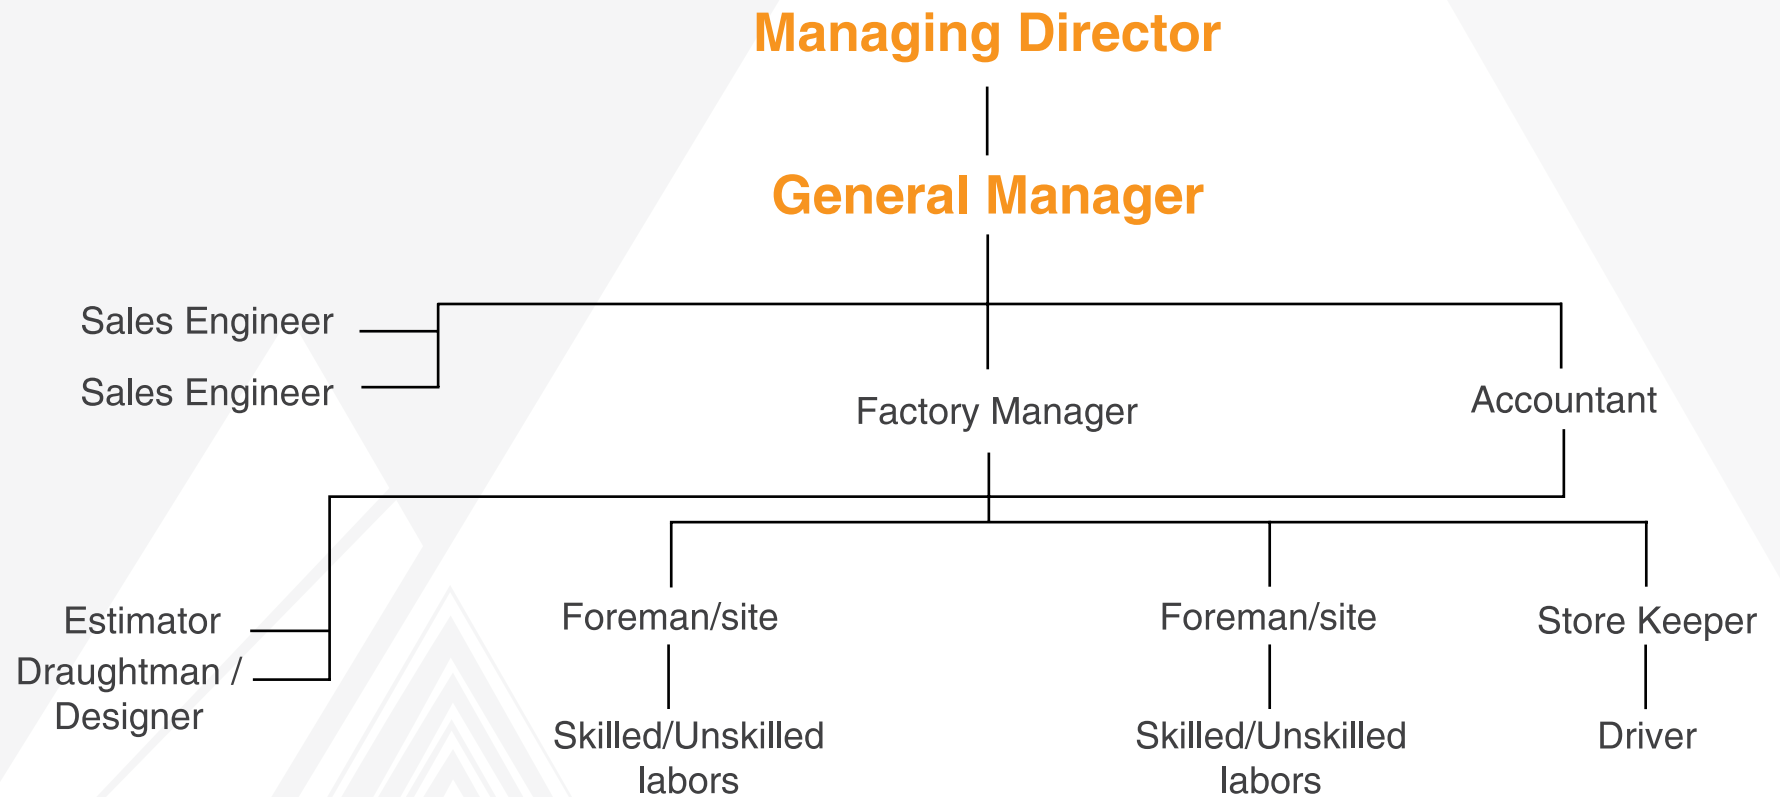 Managing Director
General Manager
Sales Engineer
Sales Engineer
Factory Manager
Accountant
Estimator
Draughtman /
Designer
Foreman/site
Foreman/site
Store Keeper
Skilled/Unskilled
labors
Skilled/Unskilled
labors
Driver